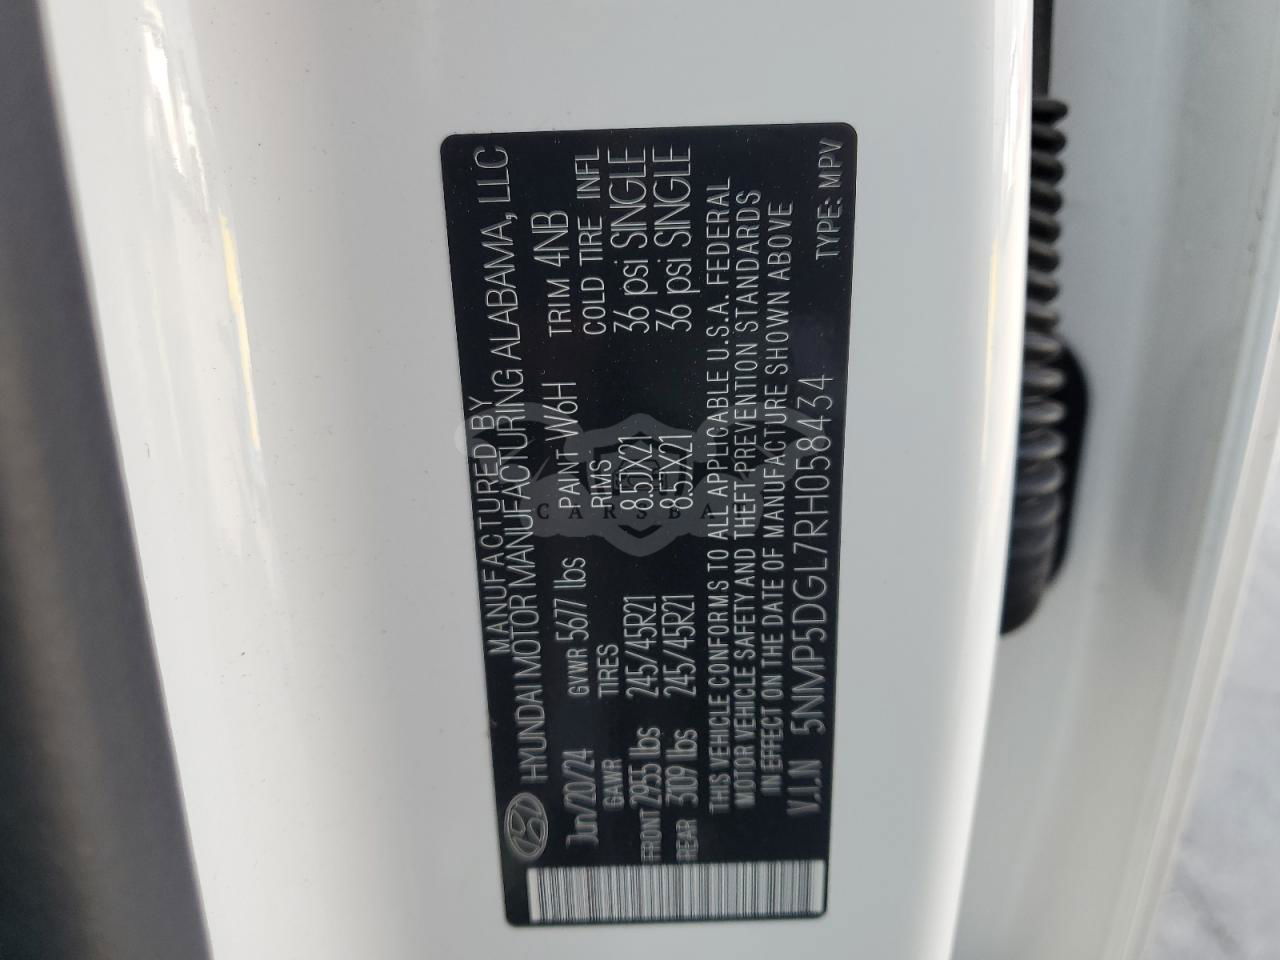 MANUFACTURED BY
HYUNDAI MOTOR MANUFACTURING ALABAMA, LLC
Jun/20/24 GVWR 5677 lbs PAINT W6H TRIM 4NB
GAWR TIRES RIMS COLD TIRE INFL
FRONT 2955 lbs 245/45R21 8.5JX21 36 psi SINGLE
REAR 3109 lbs 245/45R21 8.5JX21 36 psi SINGLE
THIS VEHICLE CONFORMS TO ALL APPLICABLE U.S.A. FEDERAL
MOTOR VEHICLE SAFETY AND THEFT PREVENTION STANDARDS
IN EFFECT ON THE DATE OF MANUFACTURE SHOWN ABOVE
V.I.N 5NMP5DGL7RH058434 TYPE: MPV